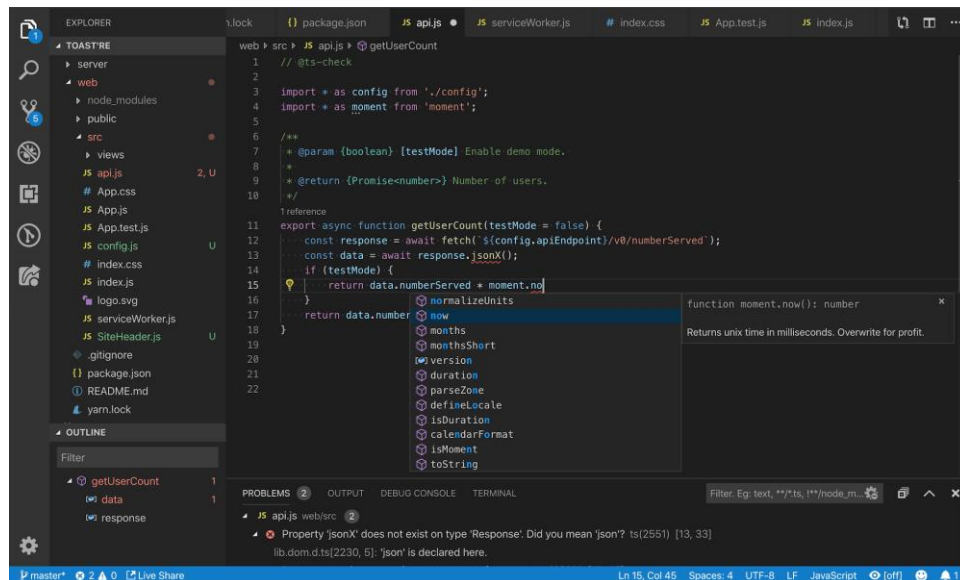 EXPLORER
n.lock {} package.json JS api.js ● JS serviceWorker.js # index.css JS App.test.js JS index.js
1
5
TOAST'RE
server
web
node_modules
public
src
views
JS api.js 2, U
# App.css
JS App.js
JS App.test.js
JS config.js U
# index.css
JS index.js
logo.svg
JS serviceWorker.js
JS SiteHeader.js U
.gitignore
{} package.json
README.md
yarn.lock
OUTLINE
Filter
getUserCount 1
data 1
response
web ▸ src ▸ JS api.js ▸ getUserCount
1 // @ts-check
2
3 import * as config from './config';
4 import * as moment from 'moment';
5
6 /**
7 * @param {boolean} [testMode] Enable demo mode.
8 *
9 * @return {Promise<number>} Number of users.
10 */
1 reference
11 export async function getUserCount(testMode = false) {
12 const response = await fetch(`${config.apiEndpoint}/v0/numberServed`);
13 const data = await response.jsonX();
14 if (testMode) {
15 return data.numberServed * moment.no
16 }
17 return data.number
18 }
19
20
21
22
normalizeUnits
now
months
monthsShort
version
duration
parseZone
defineLocale
isDuration
calendarFormat
isMoment
toString
function moment.now(): number ×
Returns unix time in milliseconds. Overwrite for profit.
PROBLEMS 2 OUTPUT DEBUG CONSOLE TERMINAL Filter. Eg: text, **/*.ts, !**/node_m...
JS api.js web/src 2
Property 'jsonX' does not exist on type 'Response'. Did you mean 'json'? ts(2551) [13, 33]
lib.dom.d.ts[2230, 5]: 'json' is declared here.
master* 2 0 Live Share Ln 15, Col 45 Spaces: 4 UTF-8 LF JavaScript [off] 1